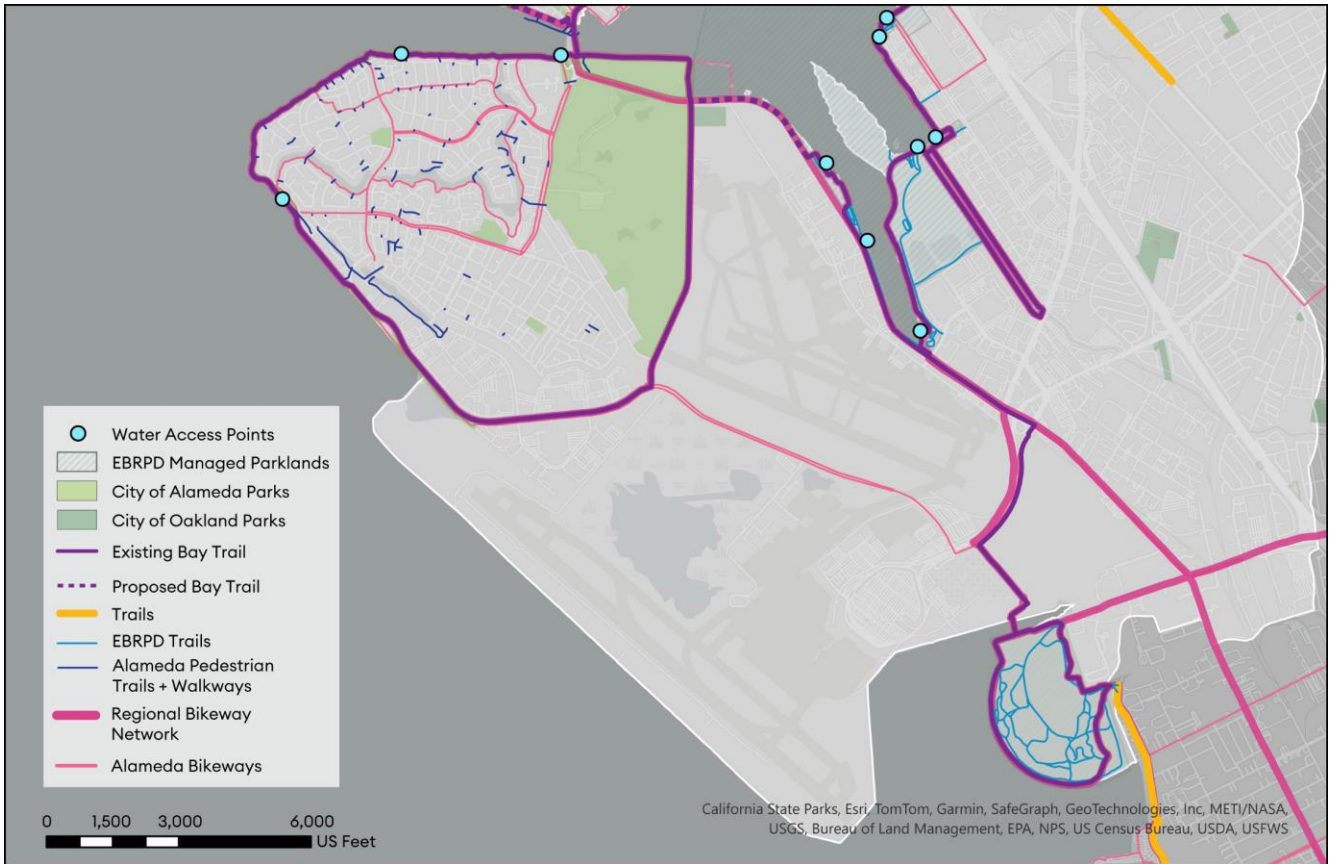 Water Access Points
EBRPD Managed Parklands
City of Alameda Parks
City of Oakland Parks
Existing Bay Trail
Proposed Bay Trail
Trails
EBRPD Trails
Alameda Pedestrian
Trails + Walkways
Regional Bikeway
Network
Alameda Bikeways
0 1,500 3,000 6,000
US Feet
California State Parks, Esri, TomTom, Garmin, SafeGraph, GeoTechnologies, Inc, METI/NASA,
USGS, Bureau of Land Management, EPA, NPS, US Census Bureau, USDA, USFWS